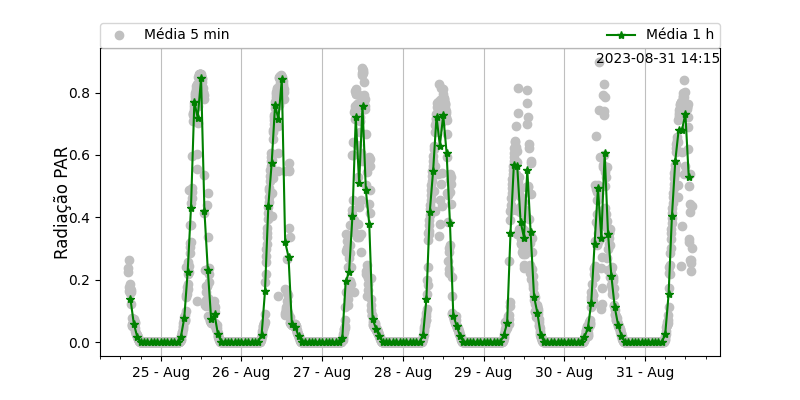 Média 5 min
Média 1 h
2023-08-31 14:15
Radiação PAR
0.8
0.6
0.4
0.2
0.0
25 - Aug
26 - Aug
27 - Aug
28 - Aug
29 - Aug
30 - Aug
31 - Aug